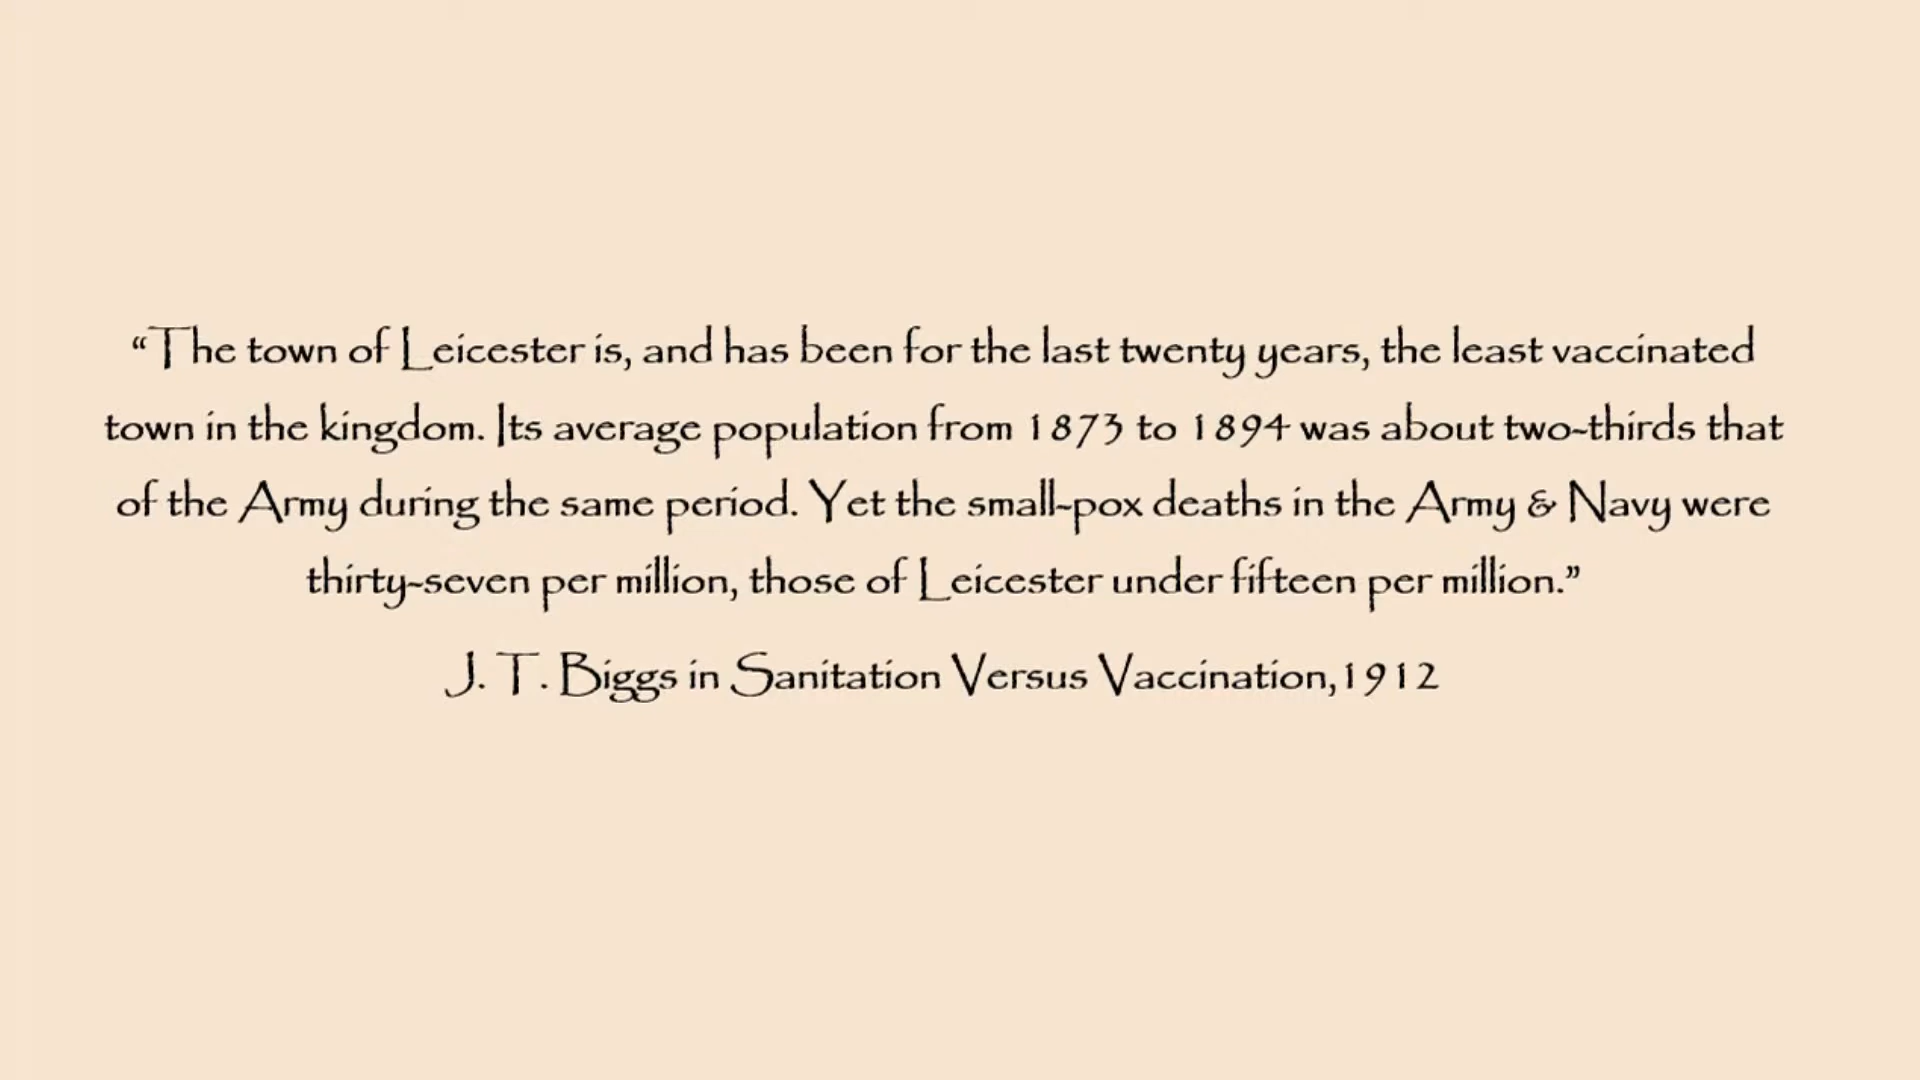 “The town of Leicester is, and has been for the last twenty years, the least vaccinated
town in the kingdom. Its average population from 1873 to 1894 was about two-thirds that
of the Army during the same period. Yet the small-pox deaths in the Army & Navy were
thirty-seven per million, those of Leicester under fifteen per million.”
J. T. Biggs in Sanitation Versus Vaccination,1912